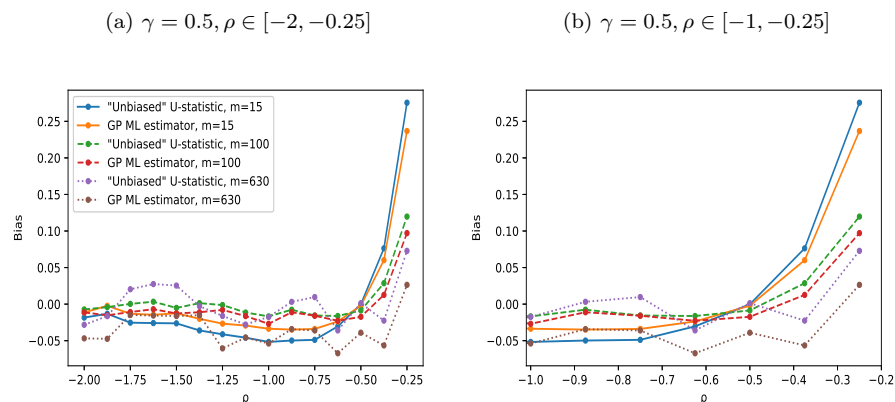 (a) γ = 0.5, ρ ∈ [−2, −0.25]
(b) γ = 0.5, ρ ∈ [−1, −0.25]
Bias
0.25
0.20
0.15
0.10
0.05
0.00
−0.05
"Unbiased" U-statistic, m=15
GP ML estimator, m=15
"Unbiased" U-statistic, m=100
GP ML estimator, m=100
"Unbiased" U-statistic, m=630
GP ML estimator, m=630
−2.00 −1.75 −1.50 −1.25 −1.00 −0.75 −0.50 −0.25
ρ
Bias
0.25
0.20
0.15
0.10
0.05
0.00
−0.05
−1.0 −0.9 −0.8 −0.7 −0.6 −0.5 −0.4 −0.3 −0.2
ρ